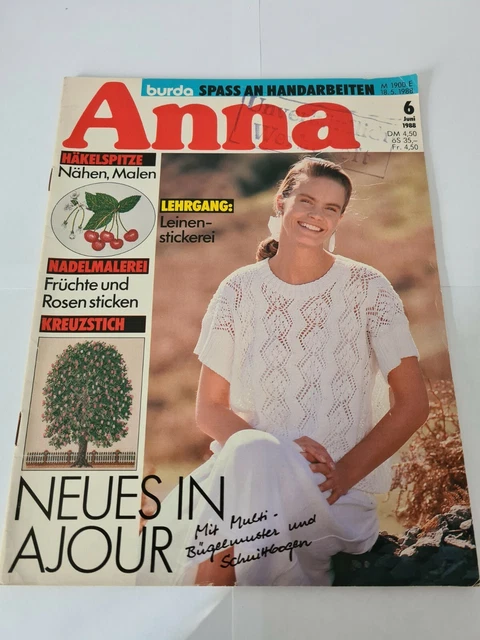 burda SPASS AN HANDARBEITEN
M 1900 E
Anna
6
Juni
1988
DM 4,50
öS 35,–
Fr. 4,50
HÄKELSPITZE
Nähen, Malen
LEHRGANG:
Leinen-
stickerei
NADELMALEREI
Früchte und
Rosen sticken
KREUZSTICH
NEUES IN
AJOUR
Mit Multi-
Bügelmuster und
Schnittbogen